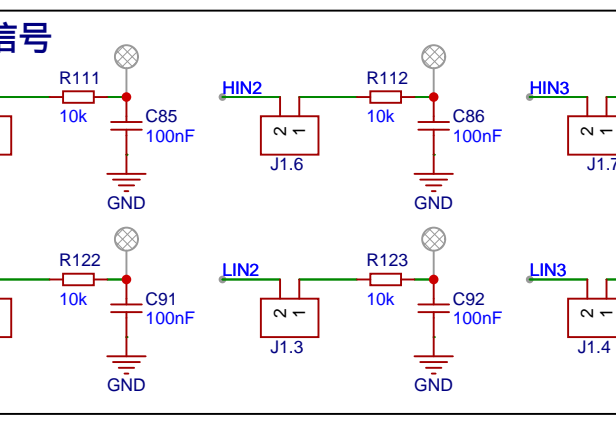 信号
R111
10k
C85
100nF
GND
HIN2
2 1
J1.6
R112
10k
C86
100nF
GND
HIN3
2 1
J1.7
R122
10k
C91
100nF
GND
LIN2
2 1
J1.3
R123
10k
C92
100nF
GND
LIN3
2 1
J1.4